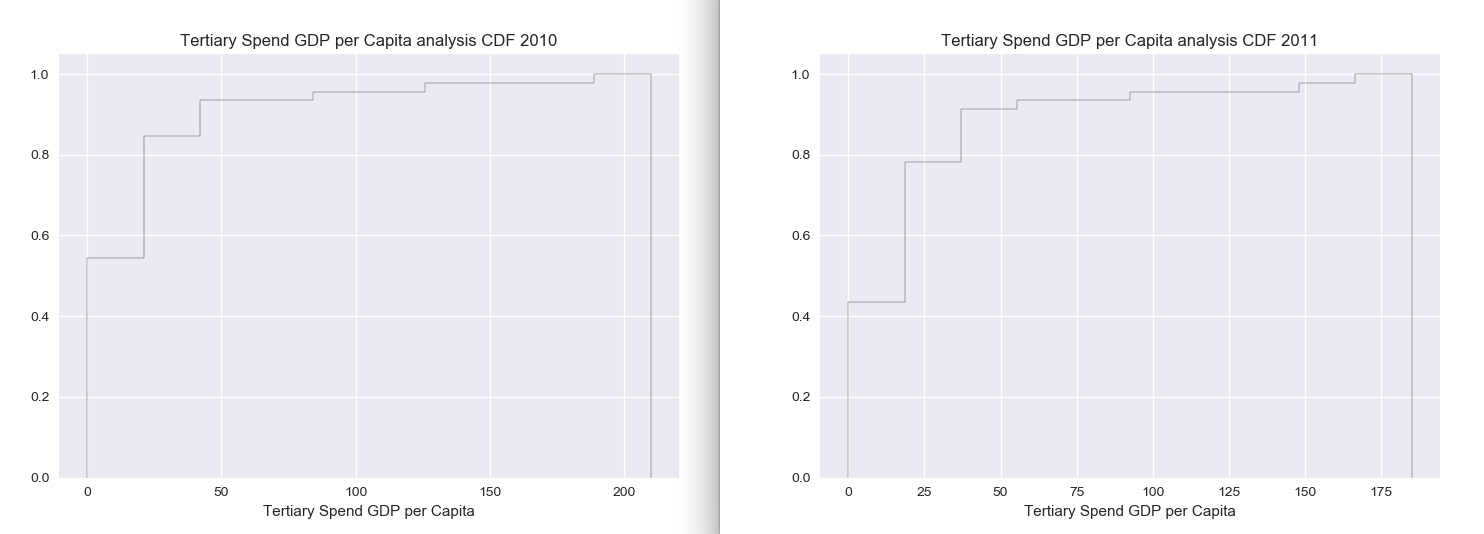 Tertiary Spend GDP per Capita analysis CDF 2010
1.0
0.8
0.6
0.4
0.2
0.0
0 50 100 150 200
Tertiary Spend GDP per Capita
Tertiary Spend GDP per Capita analysis CDF 2011
1.0
0.8
0.6
0.4
0.2
0.0
0 25 50 75 100 125 150 175
Tertiary Spend GDP per Capita